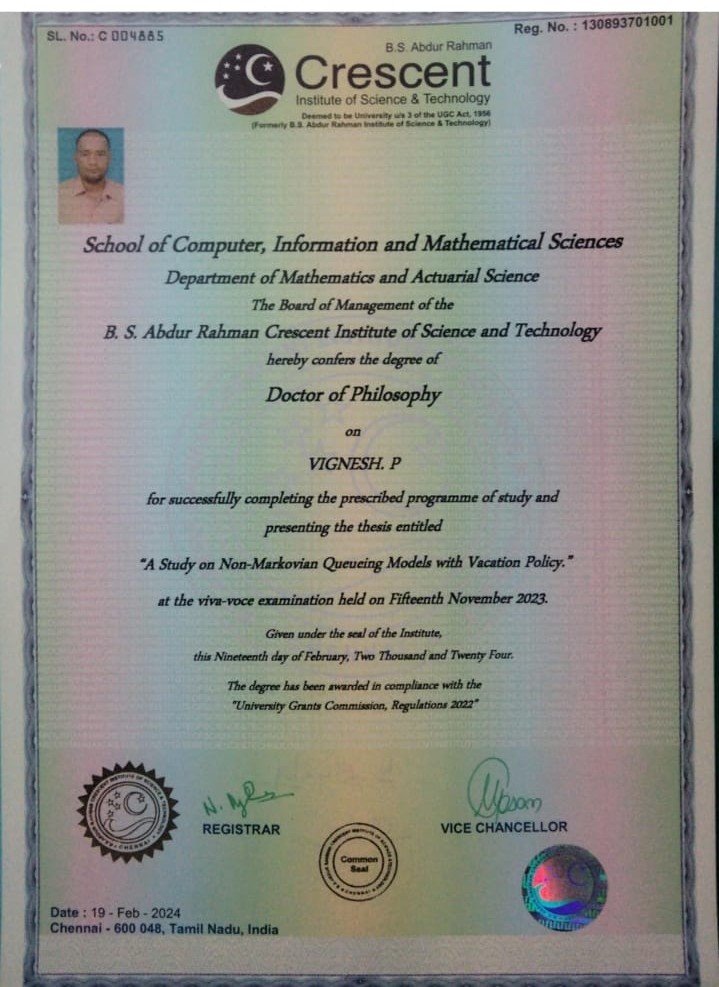 SL. No.: C 004885
Reg. No. : 130893701001
B.S. Abdur Rahman
Crescent
Institute of Science & Technology
Deemed to be University u/s 3 of the UGC Act, 1956
(Formerly B.S. Abdur Rahman Institute of Science & Technology)
School of Computer, Information and Mathematical Sciences
Department of Mathematics and Actuarial Science
The Board of Management of the
B. S. Abdur Rahman Crescent Institute of Science and Technology
hereby confers the degree of
Doctor of Philosophy
on
VIGNESH. P
for successfully completing the prescribed programme of study and
presenting the thesis entitled
"A Study on Non-Markovian Queueing Models with Vacation Policy."
at the viva-voce examination held on Fifteenth November 2023.
Given under the seal of the Institute,
this Nineteenth day of February, Two Thousand and Twenty Four.
The degree has been awarded in compliance with the
"University Grants Commission, Regulations 2022"
REGISTRAR
VICE CHANCELLOR
Common
Seal
Date : 19 - Feb - 2024
Chennai - 600 048, Tamil Nadu, India